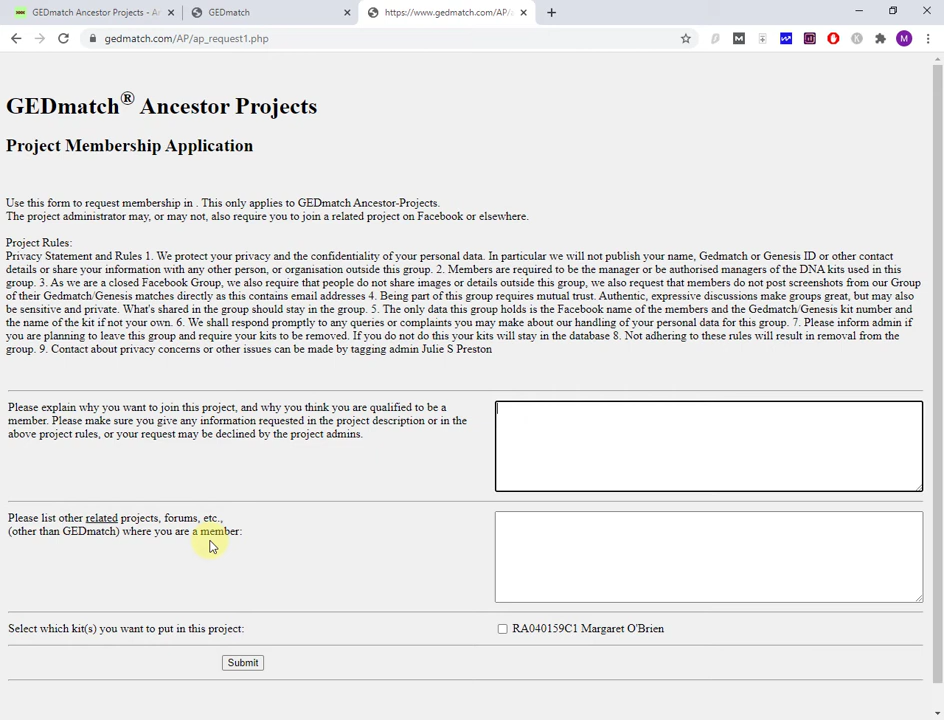 GEDmatch Ancestor Projects - A
GEDmatch
https://www.gedmatch.com/AP/a
gedmatch.com/AP/ap_request1.php
M
GEDmatch® Ancestor Projects
Project Membership Application
Use this form to request membership in . This only applies to GEDmatch Ancestor-Projects.
The project administrator may, or may not, also require you to join a related project on Facebook or elsewhere.
Project Rules:
Privacy Statement and Rules 1. We protect your privacy and the confidentiality of your personal data. In particular we will not publish your name, Gedmatch or Genesis ID or other contact
details or share your information with any other person, or organisation outside this group. 2. Members are required to be the manager or be authorised managers of the DNA kits used in this
group. 3. As we are a closed Facebook Group, we also require that people do not share images or details outside this group, we also request that members do not post screenshots from our Group
of their Gedmatch/Genesis matches directly as this contains email addresses 4. Being part of this group requires mutual trust. Authentic, expressive discussions make groups great, but may also
be sensitive and private. What's shared in the group should stay in the group. 5. The only data this group holds is the Facebook name of the members and the Gedmatch/Genesis kit number and
the name of the kit if not your own. 6. We shall respond promptly to any queries or complaints you may make about our handling of your personal data for this group. 7. Please inform admin if
you are planning to leave this group and require your kits to be removed. If you do not do this your kits will stay in the database 8. Not adhering to these rules will result in removal from the
group. 9. Contact about privacy concerns or other issues can be made by tagging admin Julie S Preston
Please explain why you want to join this project, and why you think you are qualified to be a
member. Please make sure you give any information requested in the project description or in the
above project rules, or your request may be declined by the project admins.
Please list other related projects, forums, etc.,
(other than GEDmatch) where you are a member:
Select which kit(s) you want to put in this project:
RA040159C1 Margaret O'Brien
Submit